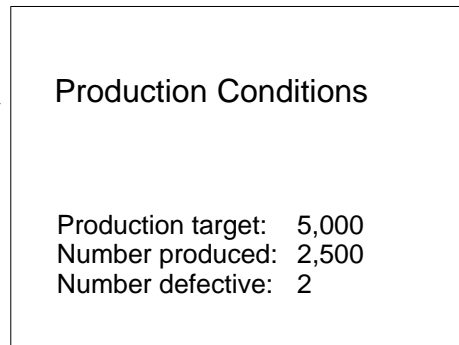 Production Conditions
Production target: 5,000
Number produced: 2,500
Number defective: 2